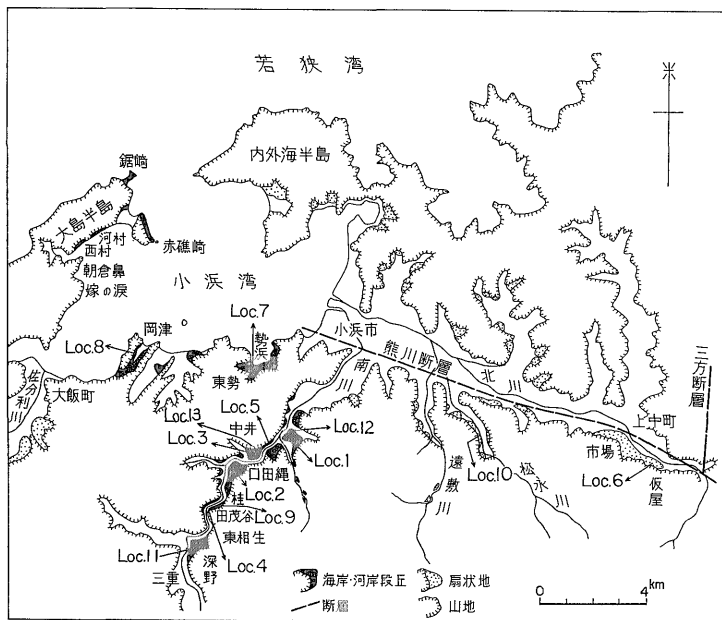 若狭湾
北
内外海半島
鋸崎
大島半島
河村
西村
赤礁崎
朝倉鼻
嫁の涙
小浜湾
岡津
Loc.7
勢浜
小浜市
Loc.8
東勢
熊川断層
北川
三方断層
佐分利川
大飯町
南川
Loc.13
Loc.5
中井
Loc.3
Loc.12
上中町
口田縄
Loc.1
市場
Loc.10
Loc.2
遠敷川
松永川
Loc.6
仮屋
桂
田茂谷
Loc.9
東相生
Loc.11
深野
三重
Loc.4
海岸・河岸段丘
扇状地
断層
山地
0
4
km